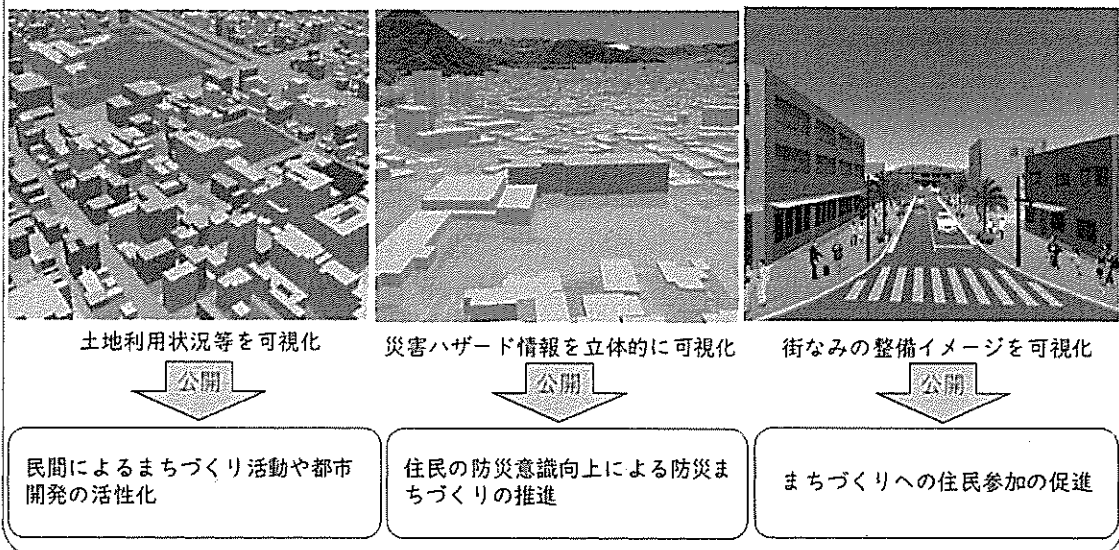 土地利用状況等を可視化
災害ハザード情報を立体的に可視化
街なみの整備イメージを可視化
公開
公開
公開
民間によるまちづくり活動や都市
開発の活性化
住民の防災意識向上による防災ま
ちづくりの推進
まちづくりへの住民参加の促進